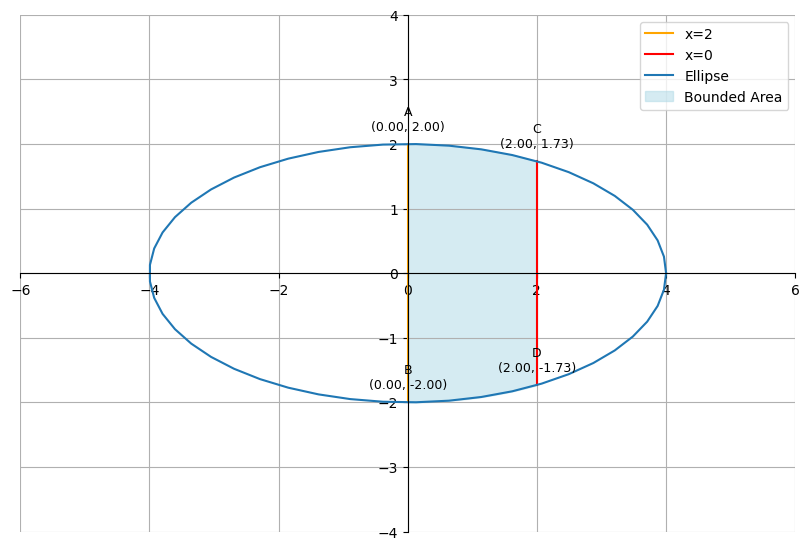 4
x=2
x=0
Ellipse
Bounded Area
3
A
(0.00, 2.00)
C
(2.00, 1.73)
2
1
0
−6
−4
−2
0
2
4
6
−1
D
(2.00, -1.73)
B
(0.00, -2.00)
−2
−3
−4